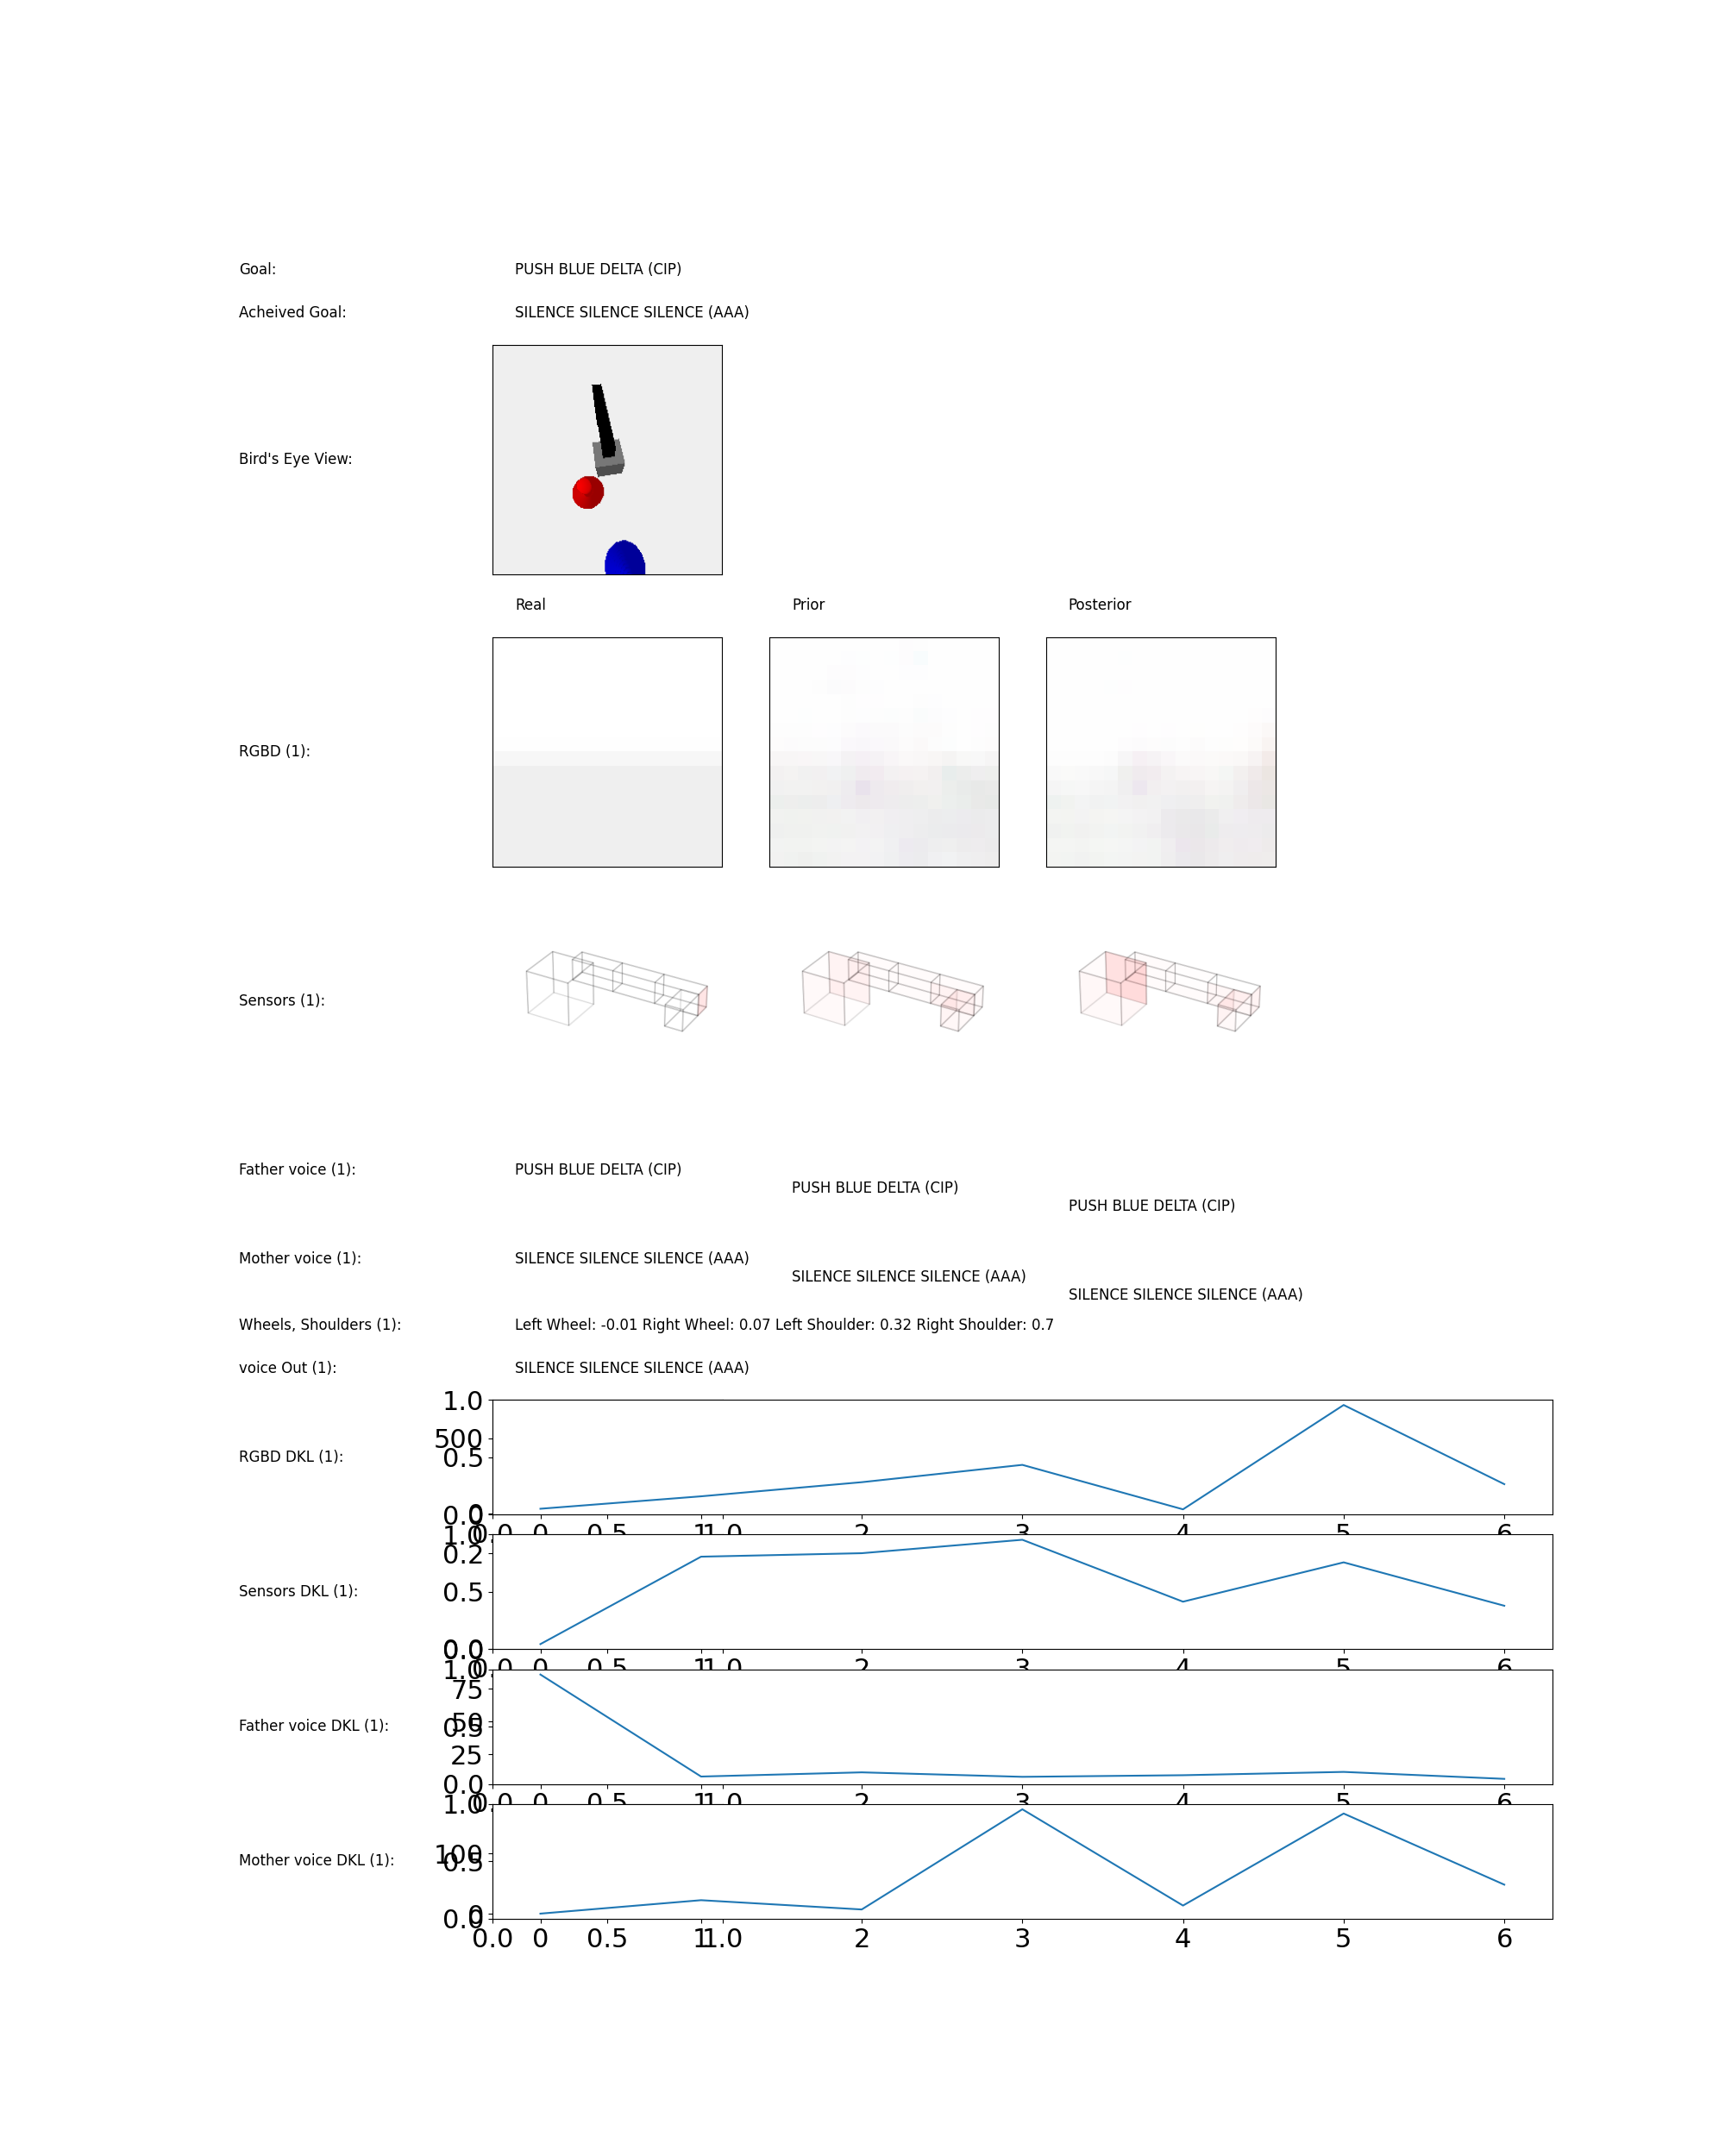 Goal: PUSH BLUE DELTA (CIP)
Acheived Goal: SILENCE SILENCE SILENCE (AAA)
Bird's Eye View:
Real Prior Posterior
RGBD (1):
Sensors (1):
Father voice (1): PUSH BLUE DELTA (CIP)
PUSH BLUE DELTA (CIP)
PUSH BLUE DELTA (CIP)
Mother voice (1): SILENCE SILENCE SILENCE (AAA)
SILENCE SILENCE SILENCE (AAA)
SILENCE SILENCE SILENCE (AAA)
Wheels, Shoulders (1): Left Wheel: -0.01 Right Wheel: 0.07 Left Shoulder: 0.32 Right Shoulder: 0.7
voice Out (1): SILENCE SILENCE SILENCE (AAA)
1.0
500
RGBD DKL (1): 0.5
0.0 0
0.0 0 0.5 1 1.0 2 3 4 5 6
1.0
0.2
Sensors DKL (1): 0.5
0.0 0.0
0.0 0 0.5 1 1.0 2 3 4 5 6
1.0
75
50
Father voice DKL (1): 0.5
25
0.0
0.0 0 0.5 1 1.0 2 3 4 5 6
1.0
100
Mother voice DKL (1): 0.5
0
0.0
0.0 0 0.5 1 1.0 2 3 4 5 6